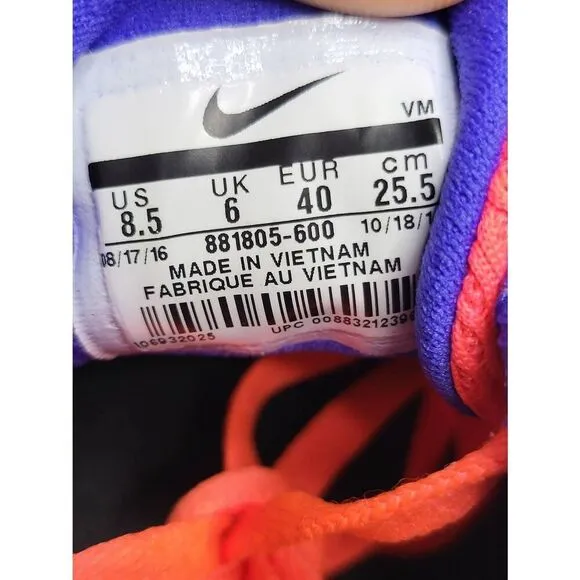 VM
US UK EUR cm
8.5 6 40 25.5
08/17/16 881805-600 10/18/1
MADE IN VIETNAM
FABRIQUE AU VIETNAM
106932025 UPC 00883212399